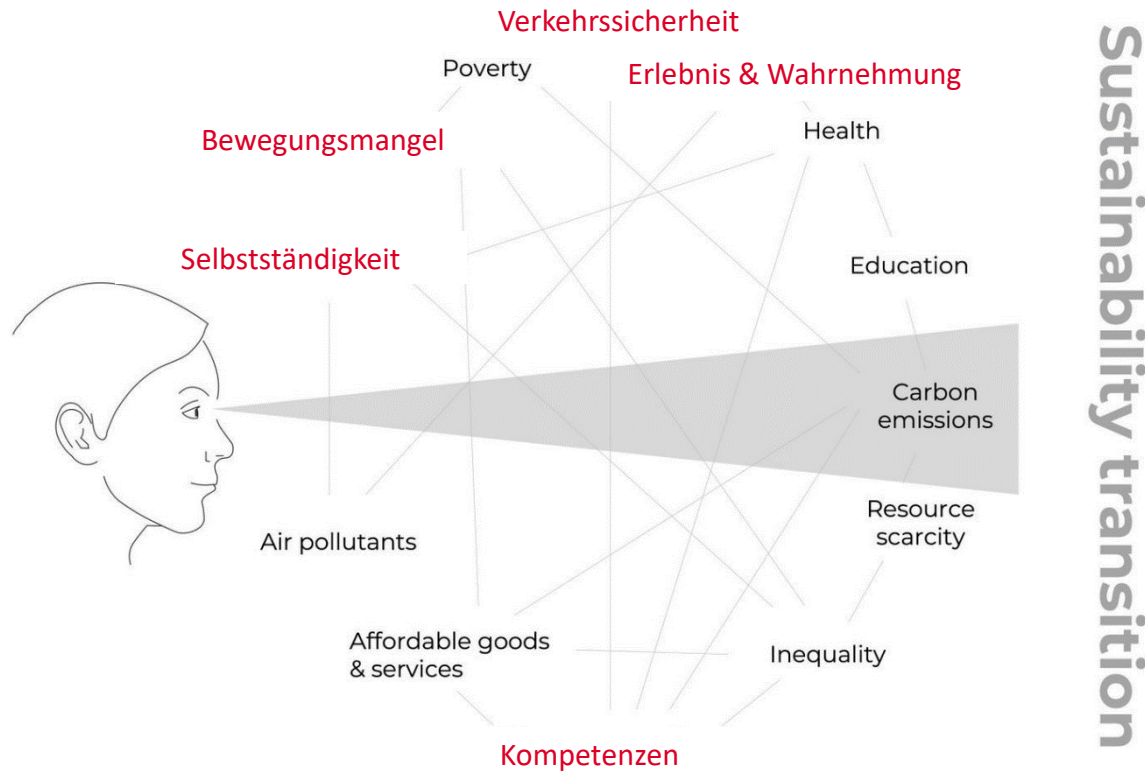 Verkehrssicherheit
Poverty
Erlebnis & Wahrnehmung
Bewegungsmangel
Health
Selbstständigkeit
Education
Carbon
emissions
Resource
scarcity
Air pollutants
Affordable goods
& services
Inequality
Kompetenzen
Sustainability transition